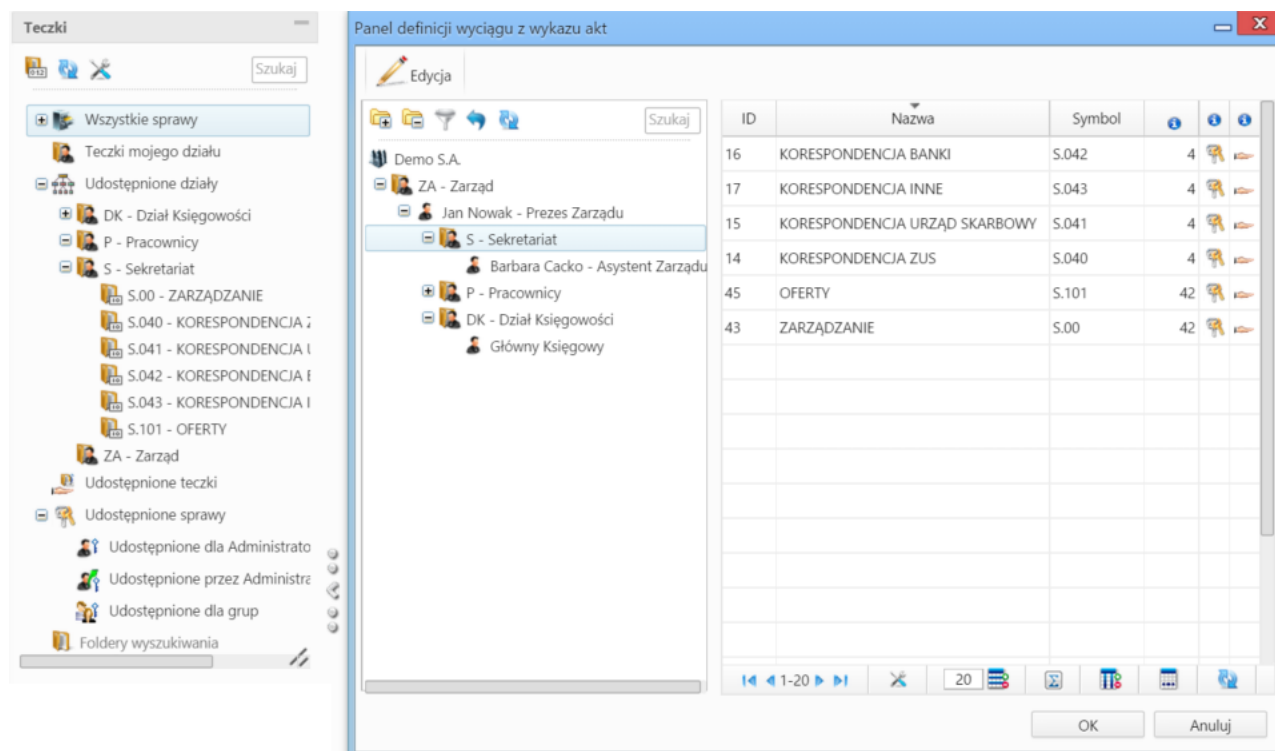 Teczki
Szukaj
Wszystkie sprawy
Teczki mojego działu
Udostępnione działy
DK - Dział Księgowości
P - Pracownicy
S - Sekretariat
S.00 - ZARZĄDZANIE
S.040 - KORESPONDENCJA
S.041 - KORESPONDENCJA
S.042 - KORESPONDENCJA
S.043 - KORESPONDENCJA
S.101 - OFERTY
ZA - Zarząd
Udostępnione teczki
Udostępnione sprawy
Udostępnione dla Administrato
Udostępnione przez Administra
Udostępnione dla grup
Foldery wyszukiwania
Panel definicji wyciągu z wykazu akt
Edycja
Szukaj
Demo S.A.
ZA - Zarząd
Jan Nowak - Prezes Zarządu
S - Sekretariat
Barbara Cacko - Asystent Zarządu
P - Pracownicy
DK - Dział Księgowości
Główny Księgowy
ID Nazwa Symbol
16 KORESPONDENCJA BANKI S.042 4
17 KORESPONDENCJA INNE S.043 4
15 KORESPONDENCJA URZĄD SKARBOWY S.041 4
14 KORESPONDENCJA ZUS S.040 4
45 OFERTY S.101 42
43 ZARZĄDZANIE S.00 42
1-20 20
OK Anuluj